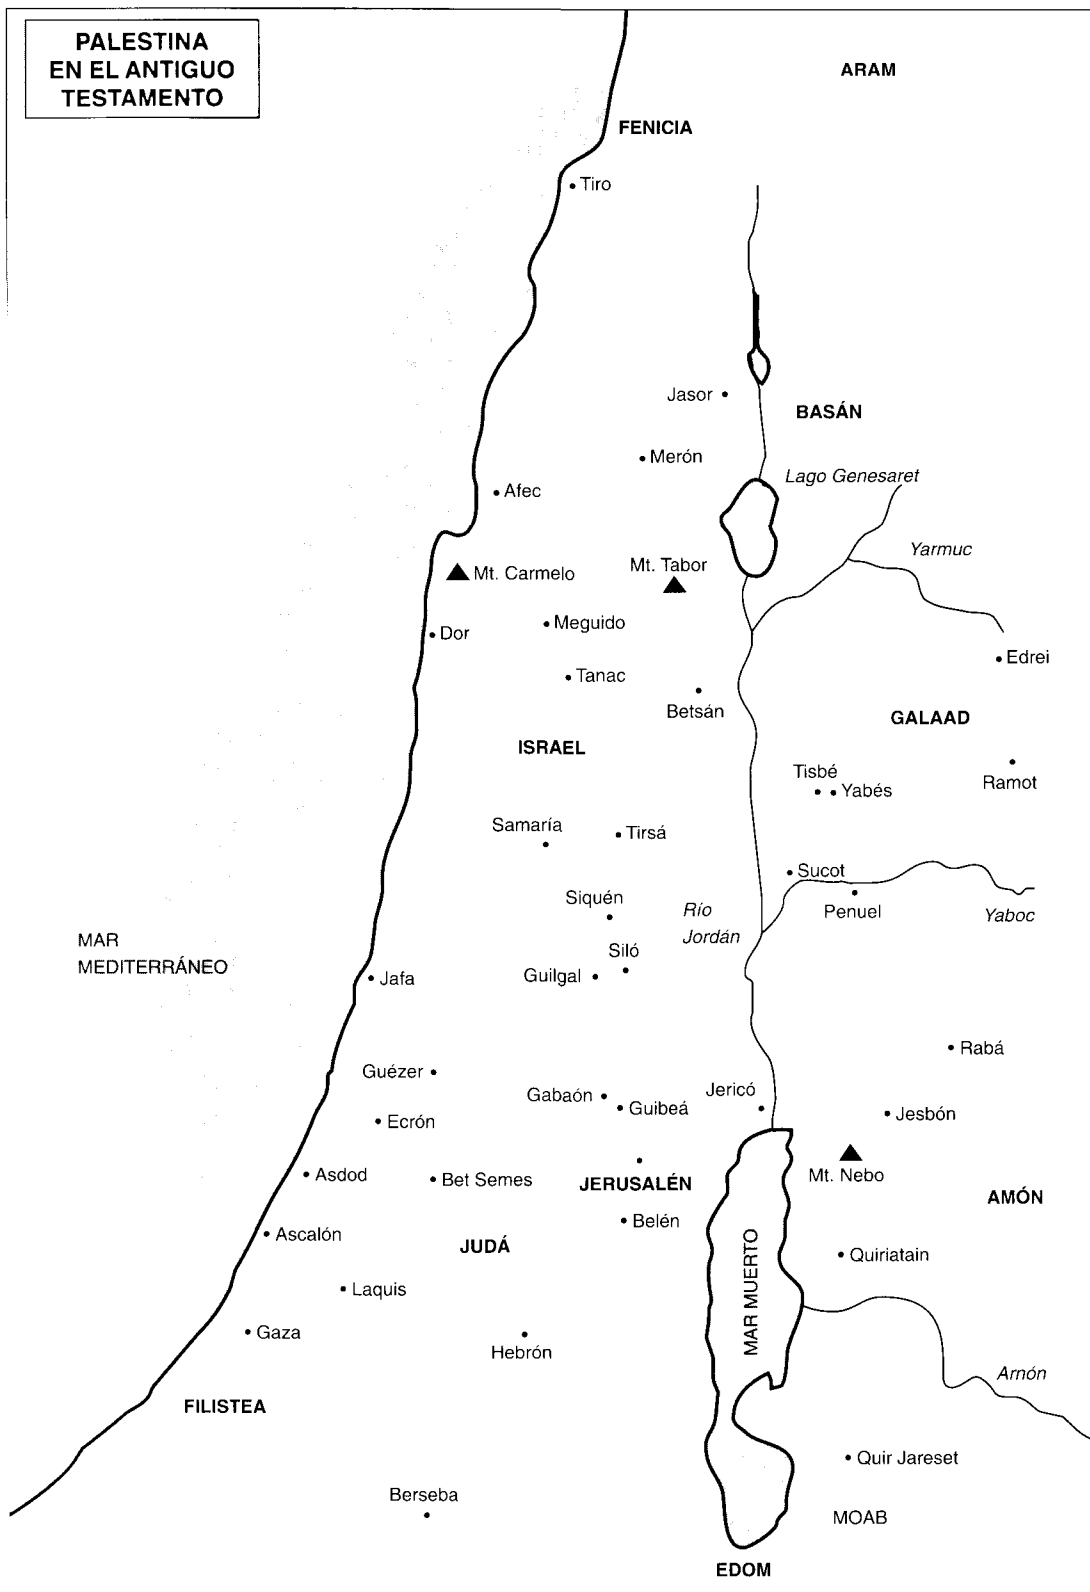 PALESTINA
EN EL ANTIGUO
TESTAMENTO
ARAM
FENICIA
Tiro
Jasor
BASÁN
Merón
Lago Genesaret
Afec
Yarmuc
Mt. Tabor
Mt. Carmelo
Meguido
Dor
Edrei
Tanac
Betsán
GALAAD
ISRAEL
Tisbé
Ramot
Yabés
Samaría
Tirsá
Sucot
Siquén
Río
Jordán
Penuel
Yaboc
MAR
MEDITERRÁNEO
Siló
Guilgal
Jafa
Rabá
Guézer
Gabaón
Guibeá
Jericó
Jesbón
Ecrón
Asdod
Bet Semes
JERUSALÉN
Mt. Nebo
AMÓN
Belén
Ascalón
JUDÁ
MAR MUERTO
Quiriatain
Laquis
Gaza
Hebrón
Arnón
FILISTEA
Quir Jareset
Berseba
MOAB
EDOM